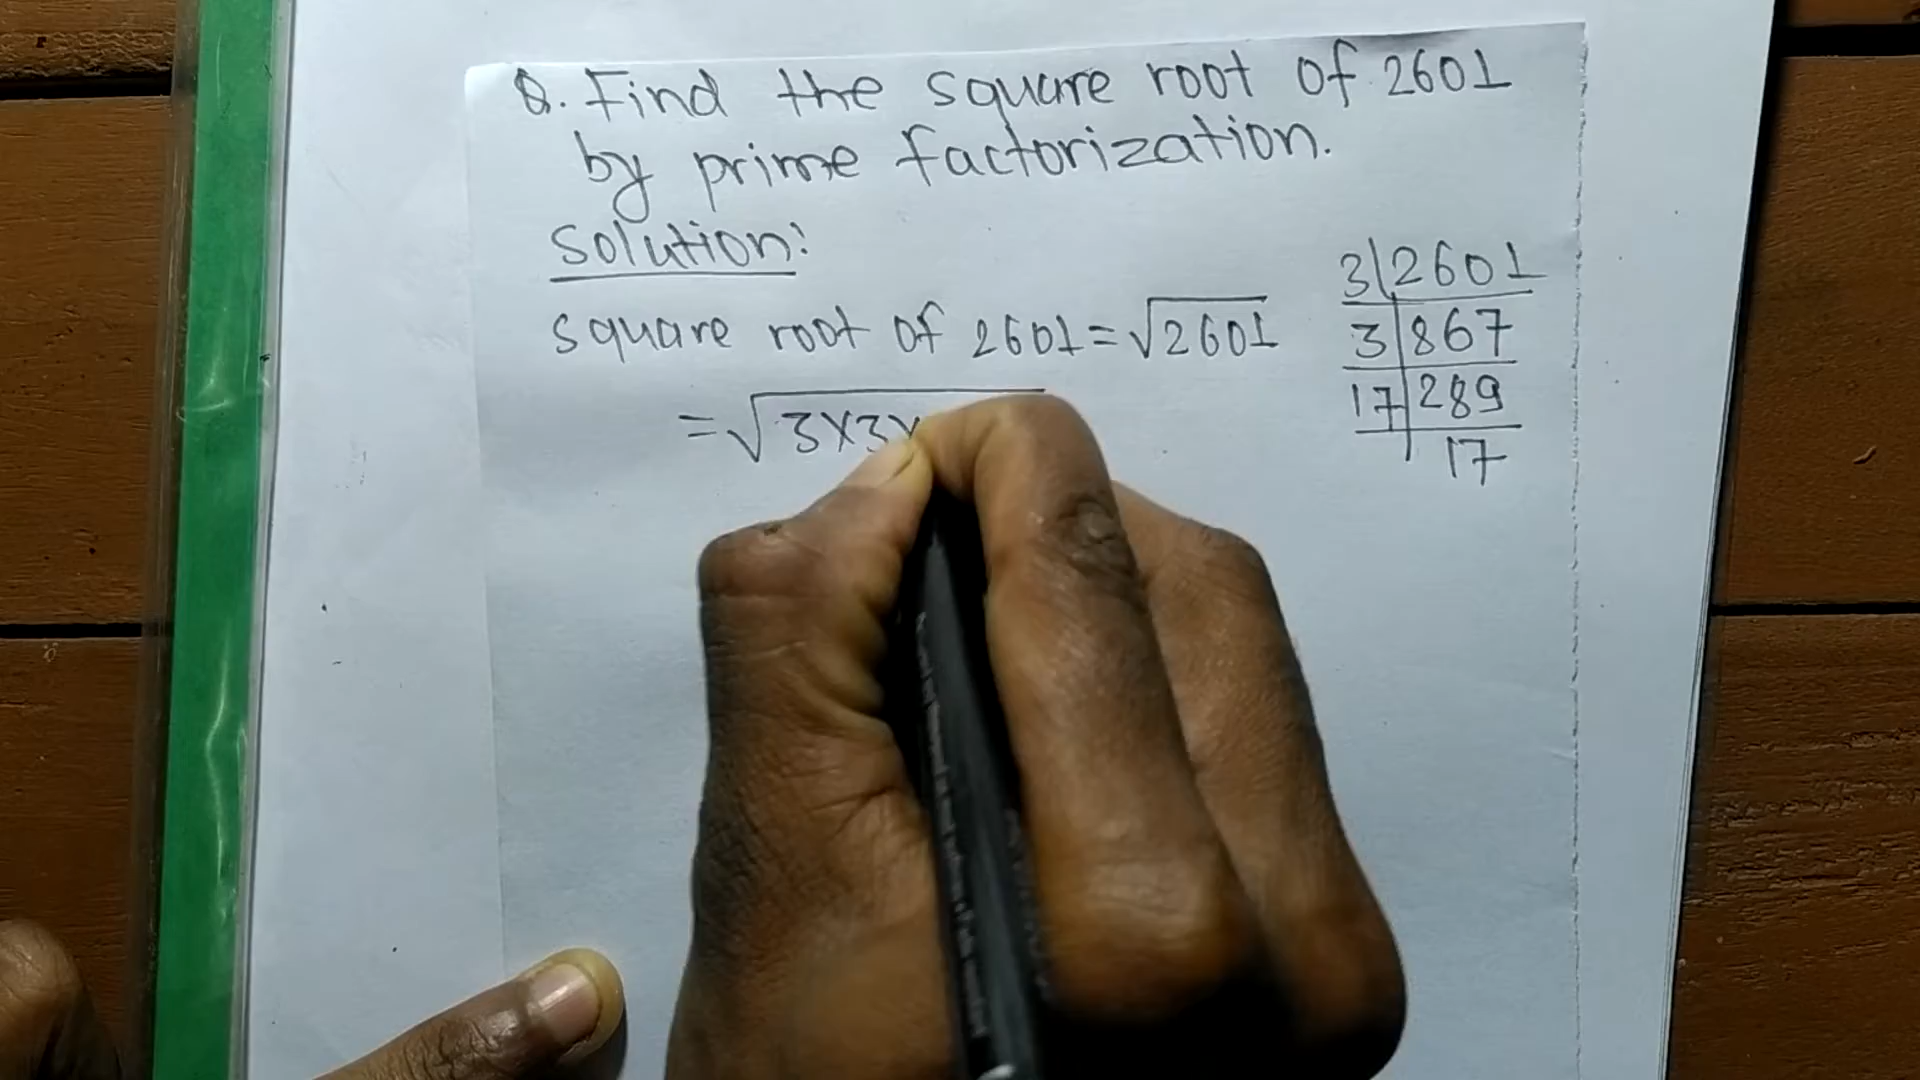 Q. Find the square root of 2601
by prime factorization.
Solution:
square root of 2601 = √2601
= √3×3×
3|2601
3|867
17|289
17